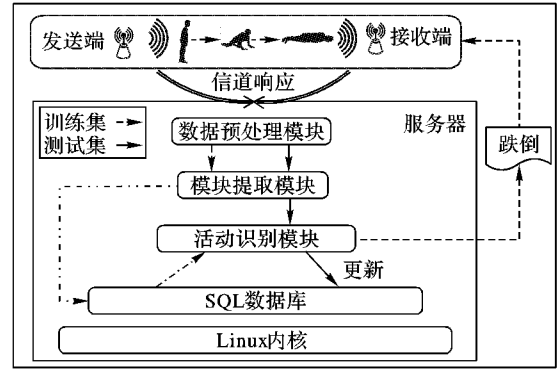 发送端
接收端
信道响应
训练集
测试集
服务器
数据预处理模块
跌倒
模块提取模块
活动识别模块
更新
SQL数据库
Linux内核